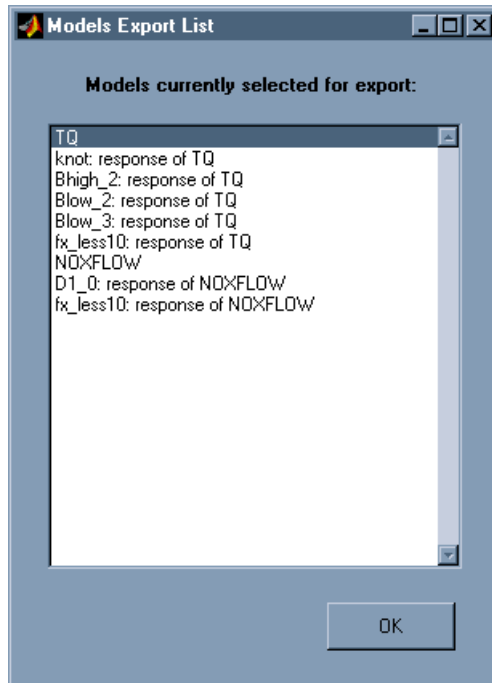 Models Export List
Models currently selected for export:
TQ
knot: response of TQ
Bhigh_2: response of TQ
Blow_2: response of TQ
Blow_3: response of TQ
fx_less10: response of TQ
NOXFLOW
D1_0: response of NOXFLOW
fx_less10: response of NOXFLOW
OK